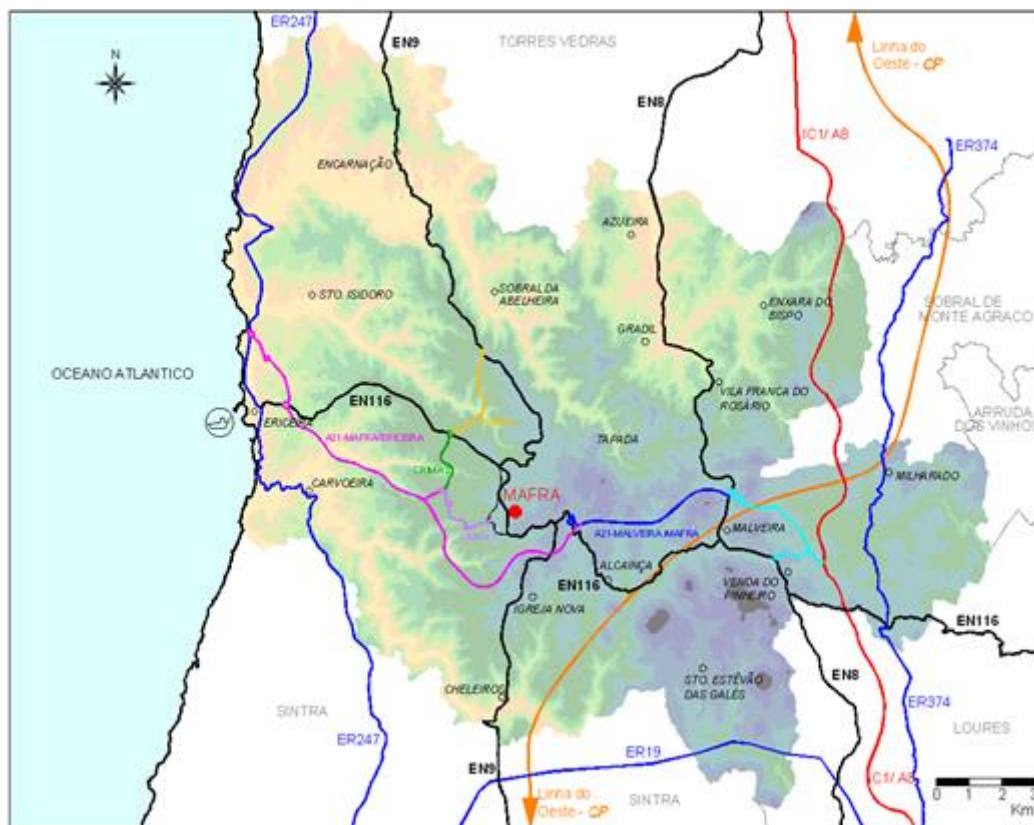 ER247
EN9
TORRES VEDRAS
Linha do
Oeste - CP
N
EN8
IC1/ A8
ER374
ENCARNAÇÃO
AZUEIRA
STO. ISIDORO
SOBRAL DA
ABELHEIRA
ENXARA DO
BISPO
SOBRAL DE
MONTE AGRAÇO
GRADIL
OCEANO ATLANTICO
VILA FRANCA DO
ROSÁRIO
EN116
ARRUDA
DOS VINHOS
ERICEIRA
A21-MAFRA/ERICEIRA
TAPADA
MILHARADO
CARVOEIRA
MAFRA
A21-MALVEIRA/MAFRA
MALVEIRA
ALCAINÇA
VENDA DO
PINHEIRO
EN116
IGREJA NOVA
EN116
STO. ESTÊVÃO
DAS GALÉS
EN8
CHELEIROS
SINTRA
ER374
LOURES
ER247
ER19
EN9
IC1/ A8
Linha do
Oeste - CP
SINTRA
0 1 2 3
Km